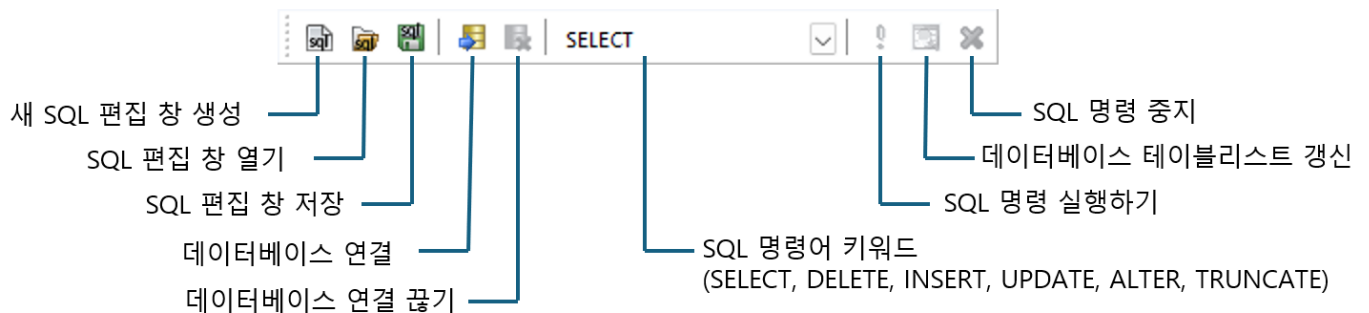 sql sql sql SELECT
새 SQL 편집 창 생성
SQL 편집 창 열기
SQL 편집 창 저장
데이터베이스 연결
데이터베이스 연결 끊기
SQL 명령 중지
데이터베이스 테이블리스트 갱신
SQL 명령 실행하기
SQL 명령어 키워드
(SELECT, DELETE, INSERT, UPDATE, ALTER, TRUNCATE)